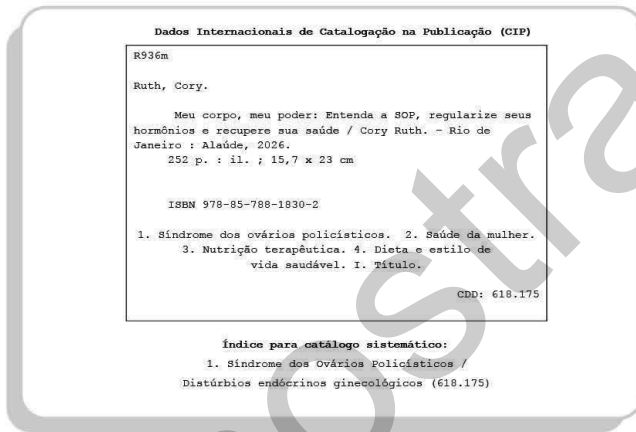 Dados Internacionais de Catalogação na Publicação (CIP)
R936m
Ruth, Cory.
Meu corpo, meu poder: Entenda a SOP, regularize seus
hormônios e recupere sua saúde / Cory Ruth. – Rio de
Janeiro : Alaúde, 2026.
252 p. : il. ; 15,7 x 23 cm
ISBN 978-85-788-1830-2
1. Síndrome dos ovários policísticos. 2. Saúde da mulher.
3. Nutrição terapêutica. 4. Dieta e estilo de
vida saudável. I. Título.
CDD: 618.175
Índice para catálogo sistemático:
1. Síndrome dos Ovários Policísticos /
Distúrbios endócrinos ginecológicos (618.175)
ostra